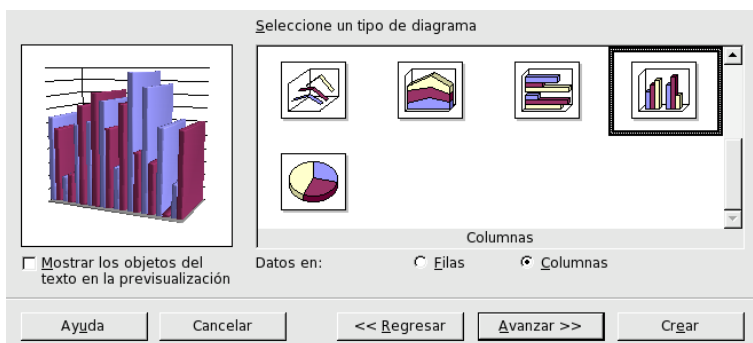 Seleccione un tipo de diagrama
Columnas
Mostrar los objetos del
texto en la previsualización
Datos en:
Filas
Columnas
Ayuda
Cancelar
<< Regresar
Avanzar >>
Crear